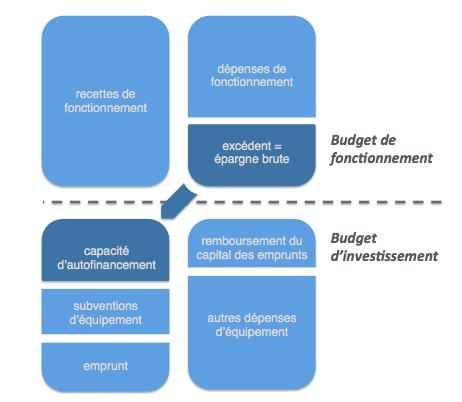 recettes de
fonctionnement
dépenses de
fonctionnement
excédent =
épargne brute
Budget de
fonctionnement
capacité
d'autofinancement
subventions
d'équipement
emprunt
remboursement du
capital des emprunts
autres dépenses
d'équipement
Budget
d'investissement